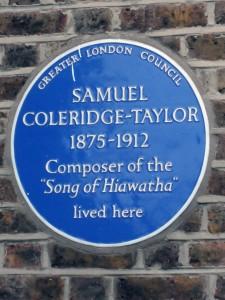 GREATER LONDON COUNCIL
SAMUEL
COLERIDGE-TAYLOR
1875-1912
Composer of the
"Song of Hiawatha"
lived here